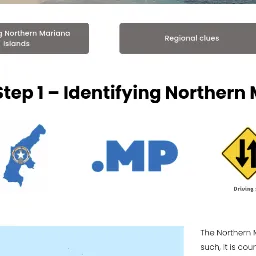 g Northern Mariana
Islands
Regional clues
Step 1 – Identifying Northern M
.MP
Driving
The Northern M
such, it is coun